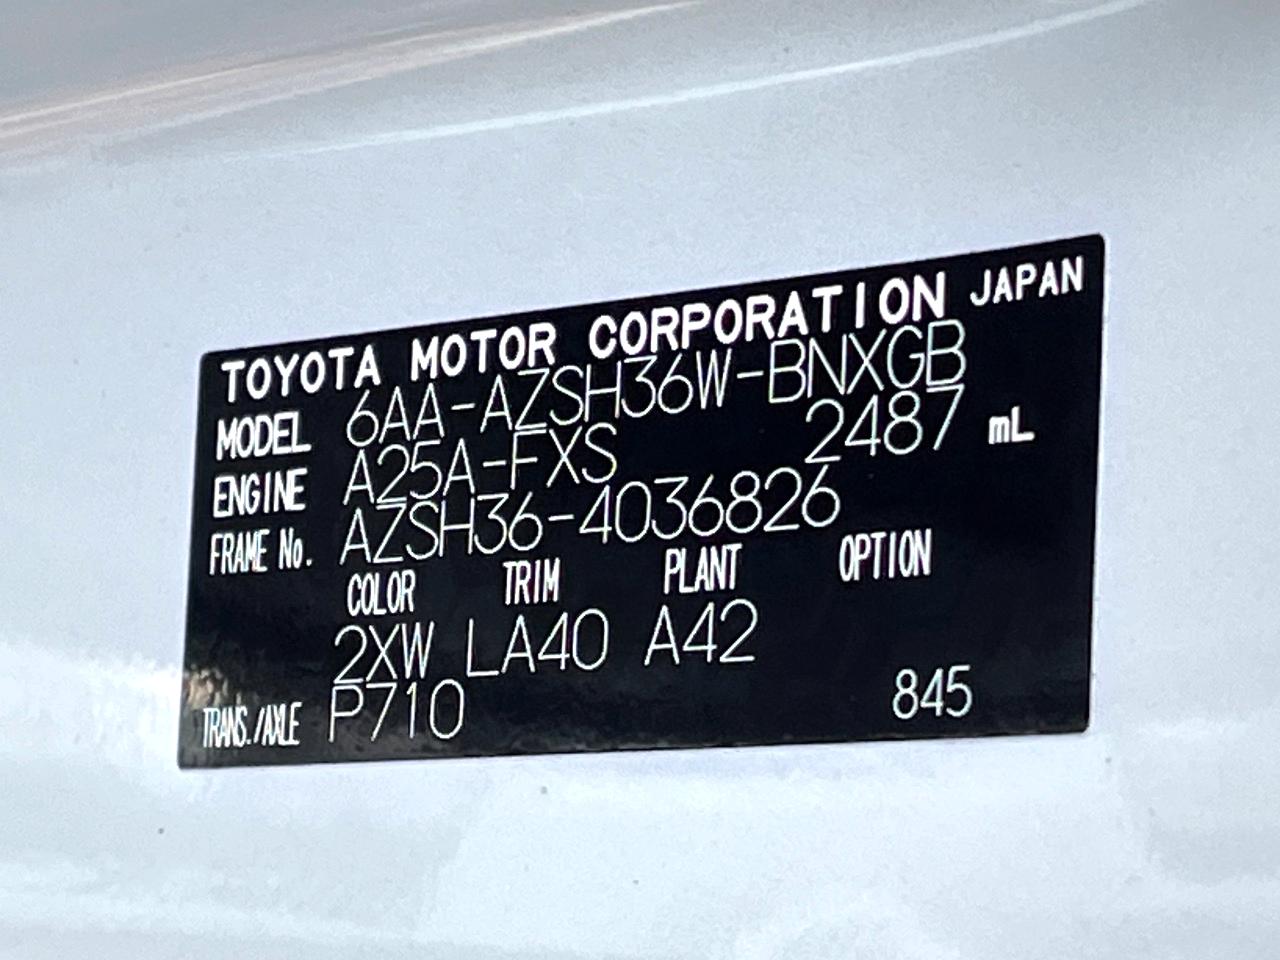 TOYOTA MOTOR CORPORATION JAPAN
MODEL 6AA-AZSH36W-BNXGB
ENGINE A25A-FXS 2487 mL
FRAME No. AZSH36-4036826
COLOR TRIM PLANT OPTION
2XW LA40 A42
TRANS./AXLE P710 845